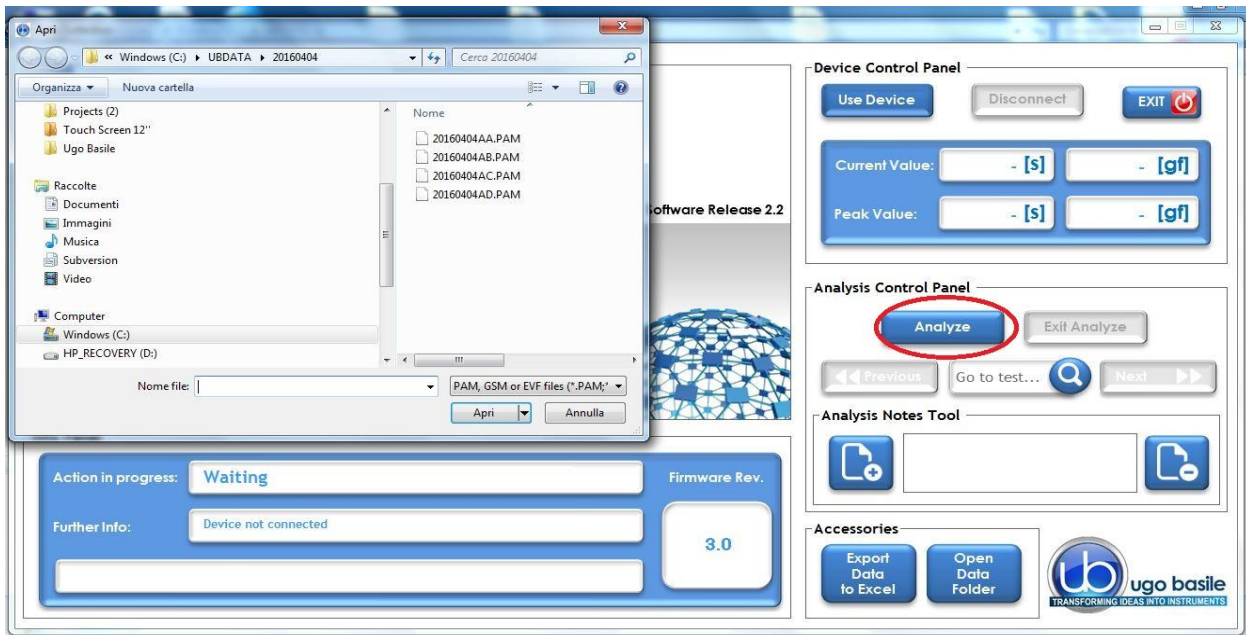 Apri
« Windows (C:) ▸ UBDATA ▸ 20160404
Cerca 20160404
Organizza
Nuova cartella
Projects (2)
Touch Screen 12''
Ugo Basile
Raccolte
Documenti
Immagini
Musica
Subversion
Video
Computer
Windows (C:)
HP_RECOVERY (D:)
Nome
20160404AA.PAM
20160404AB.PAM
20160404AC.PAM
20160404AD.PAM
Nome file:
PAM, GSM or EVF files (*.PAM;*
Apri
Annulla
Software Release 2.2
Device Control Panel
Use Device
Disconnect
EXIT
Current Value:
- [s]
- [gf]
Peak Value:
- [s]
- [gf]
Analysis Control Panel
Analyze
Exit Analyze
Previous
Go to test...
Next
Analysis Notes Tool
Action in progress:
Waiting
Further Info:
Device not connected
Firmware Rev.
3.0
Accessories
Export
Data
to Excel
Open
Data
Folder
ub
ugo basile
TRANSFORMING IDEAS INTO INSTRUMENTS